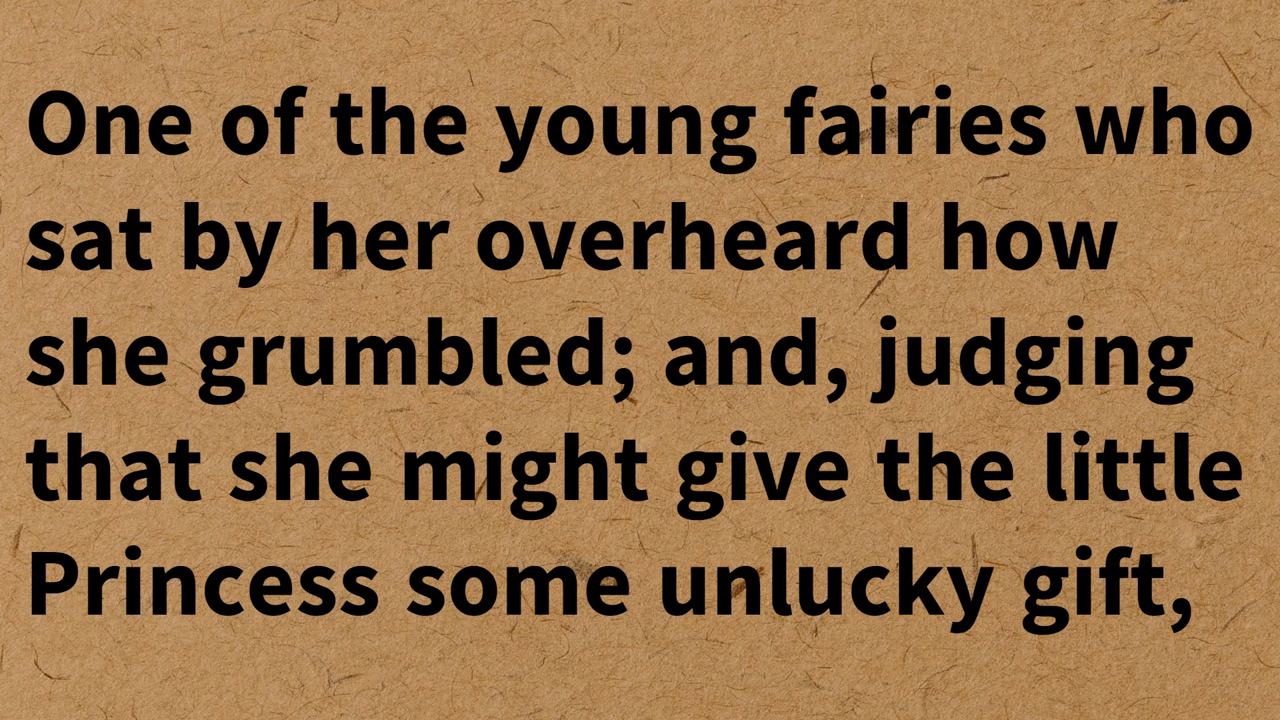 One of the young fairies who
sat by her overheard how
she grumbled; and, judging
that she might give the little
Princess some unlucky gift,